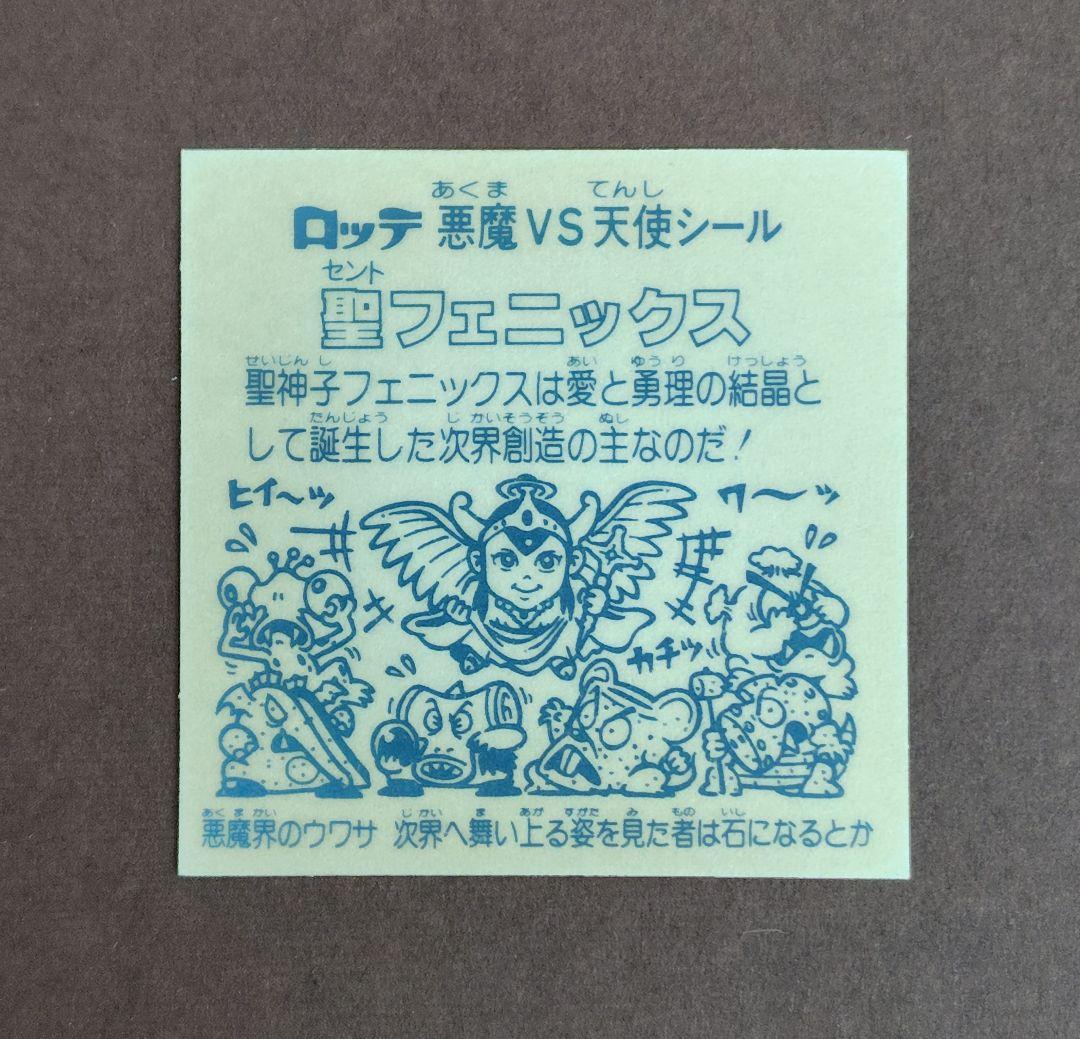 あくま てんし
ロッテ 悪魔VS天使シール
セント
聖フェニックス
せいじんし あい ゆうり けっしょう
聖神子フェニックスは愛と勇理の結晶と
たんじょう じかいそうぞう ぬし
して誕生した次界創造の主なのだ！
ヒイ〜ッ
ワ〜ッ
カチッ
あくまかい じかい ま あが すがた み もの いし
悪魔界のウワサ 次界へ舞い上る姿を見た者は石になるとか